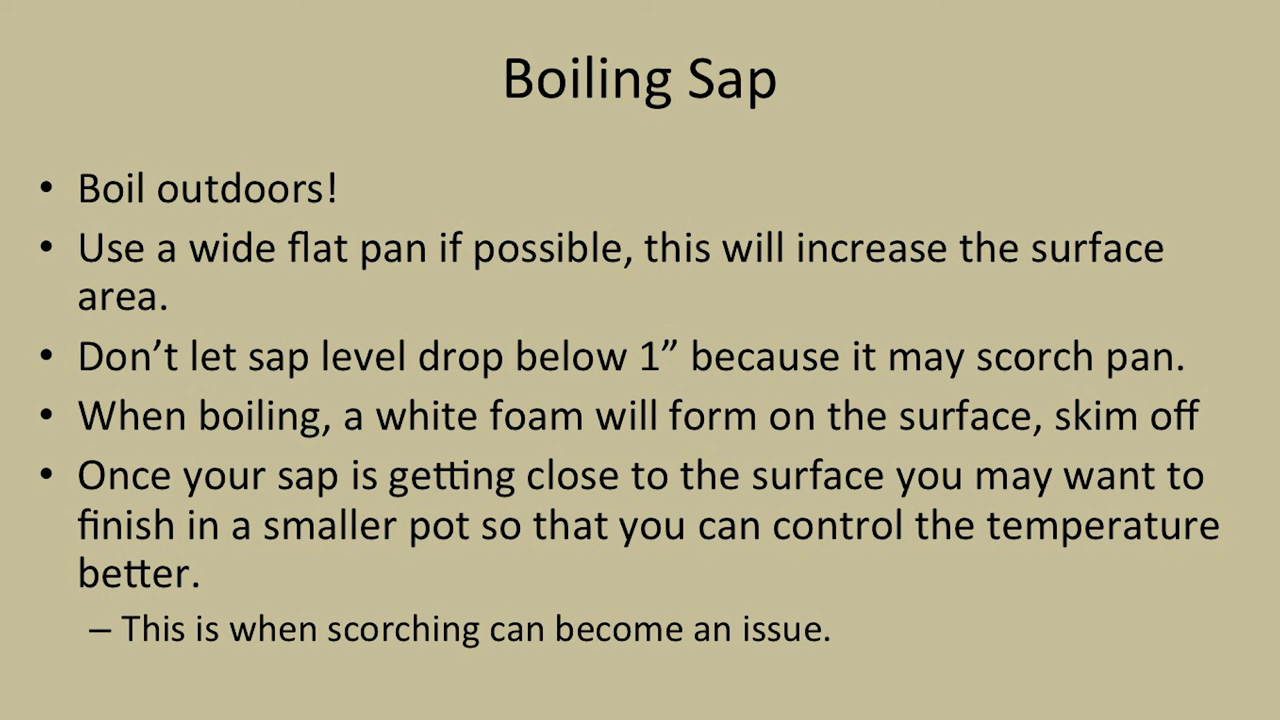 Boiling Sap
• Boil outdoors!
• Use a wide flat pan if possible, this will increase the surface
area.
• Don’t let sap level drop below 1” because it may scorch pan.
• When boiling, a white foam will form on the surface, skim off
• Once your sap is getting close to the surface you may want to
finish in a smaller pot so that you can control the temperature
better.
– This is when scorching can become an issue.